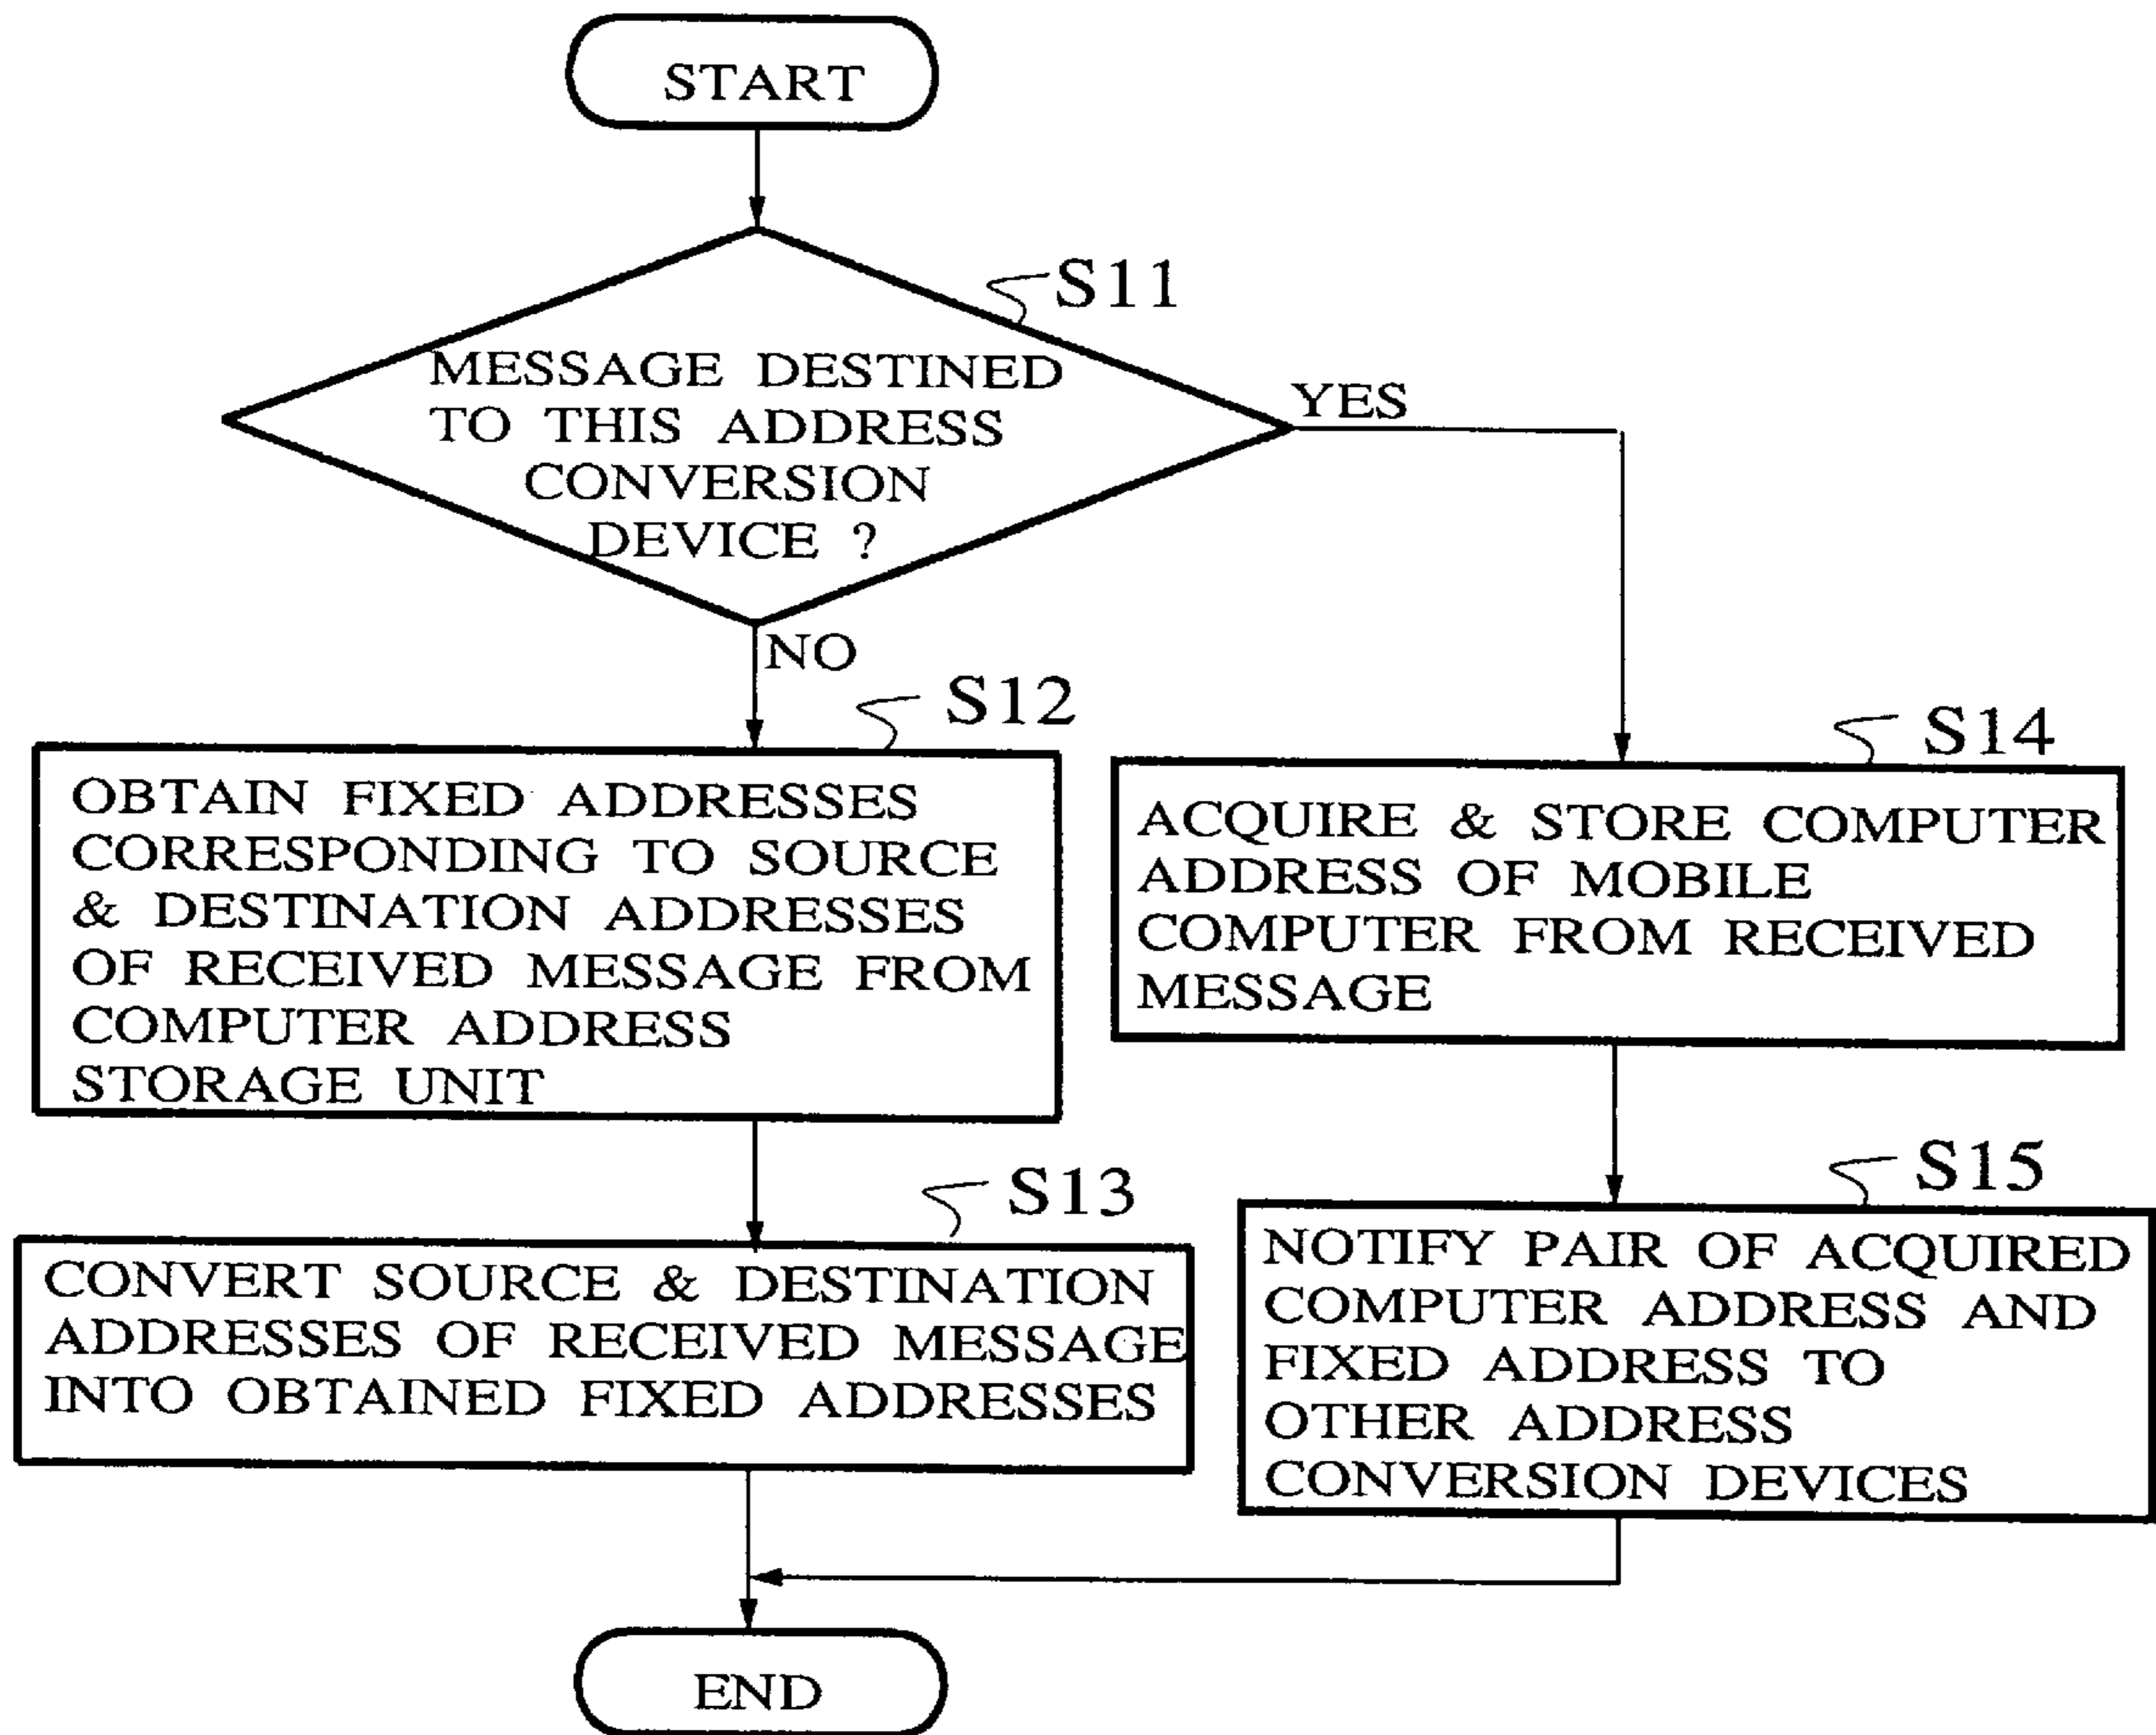 START
S11
MESSAGE DESTINED
TO THIS ADDRESS
CONVERSION
DEVICE ?
YES
NO
S12
OBTAIN FIXED ADDRESSES
CORRESPONDING TO SOURCE
& DESTINATION ADDRESSES
OF RECEIVED MESSAGE FROM
COMPUTER ADDRESS
STORAGE UNIT
S14
ACQUIRE & STORE COMPUTER
ADDRESS OF MOBILE
COMPUTER FROM RECEIVED
MESSAGE
S13
CONVERT SOURCE & DESTINATION
ADDRESSES OF RECEIVED MESSAGE
INTO OBTAINED FIXED ADDRESSES
S15
NOTIFY PAIR OF ACQUIRED
COMPUTER ADDRESS AND
FIXED ADDRESS TO
OTHER ADDRESS
CONVERSION DEVICES
END